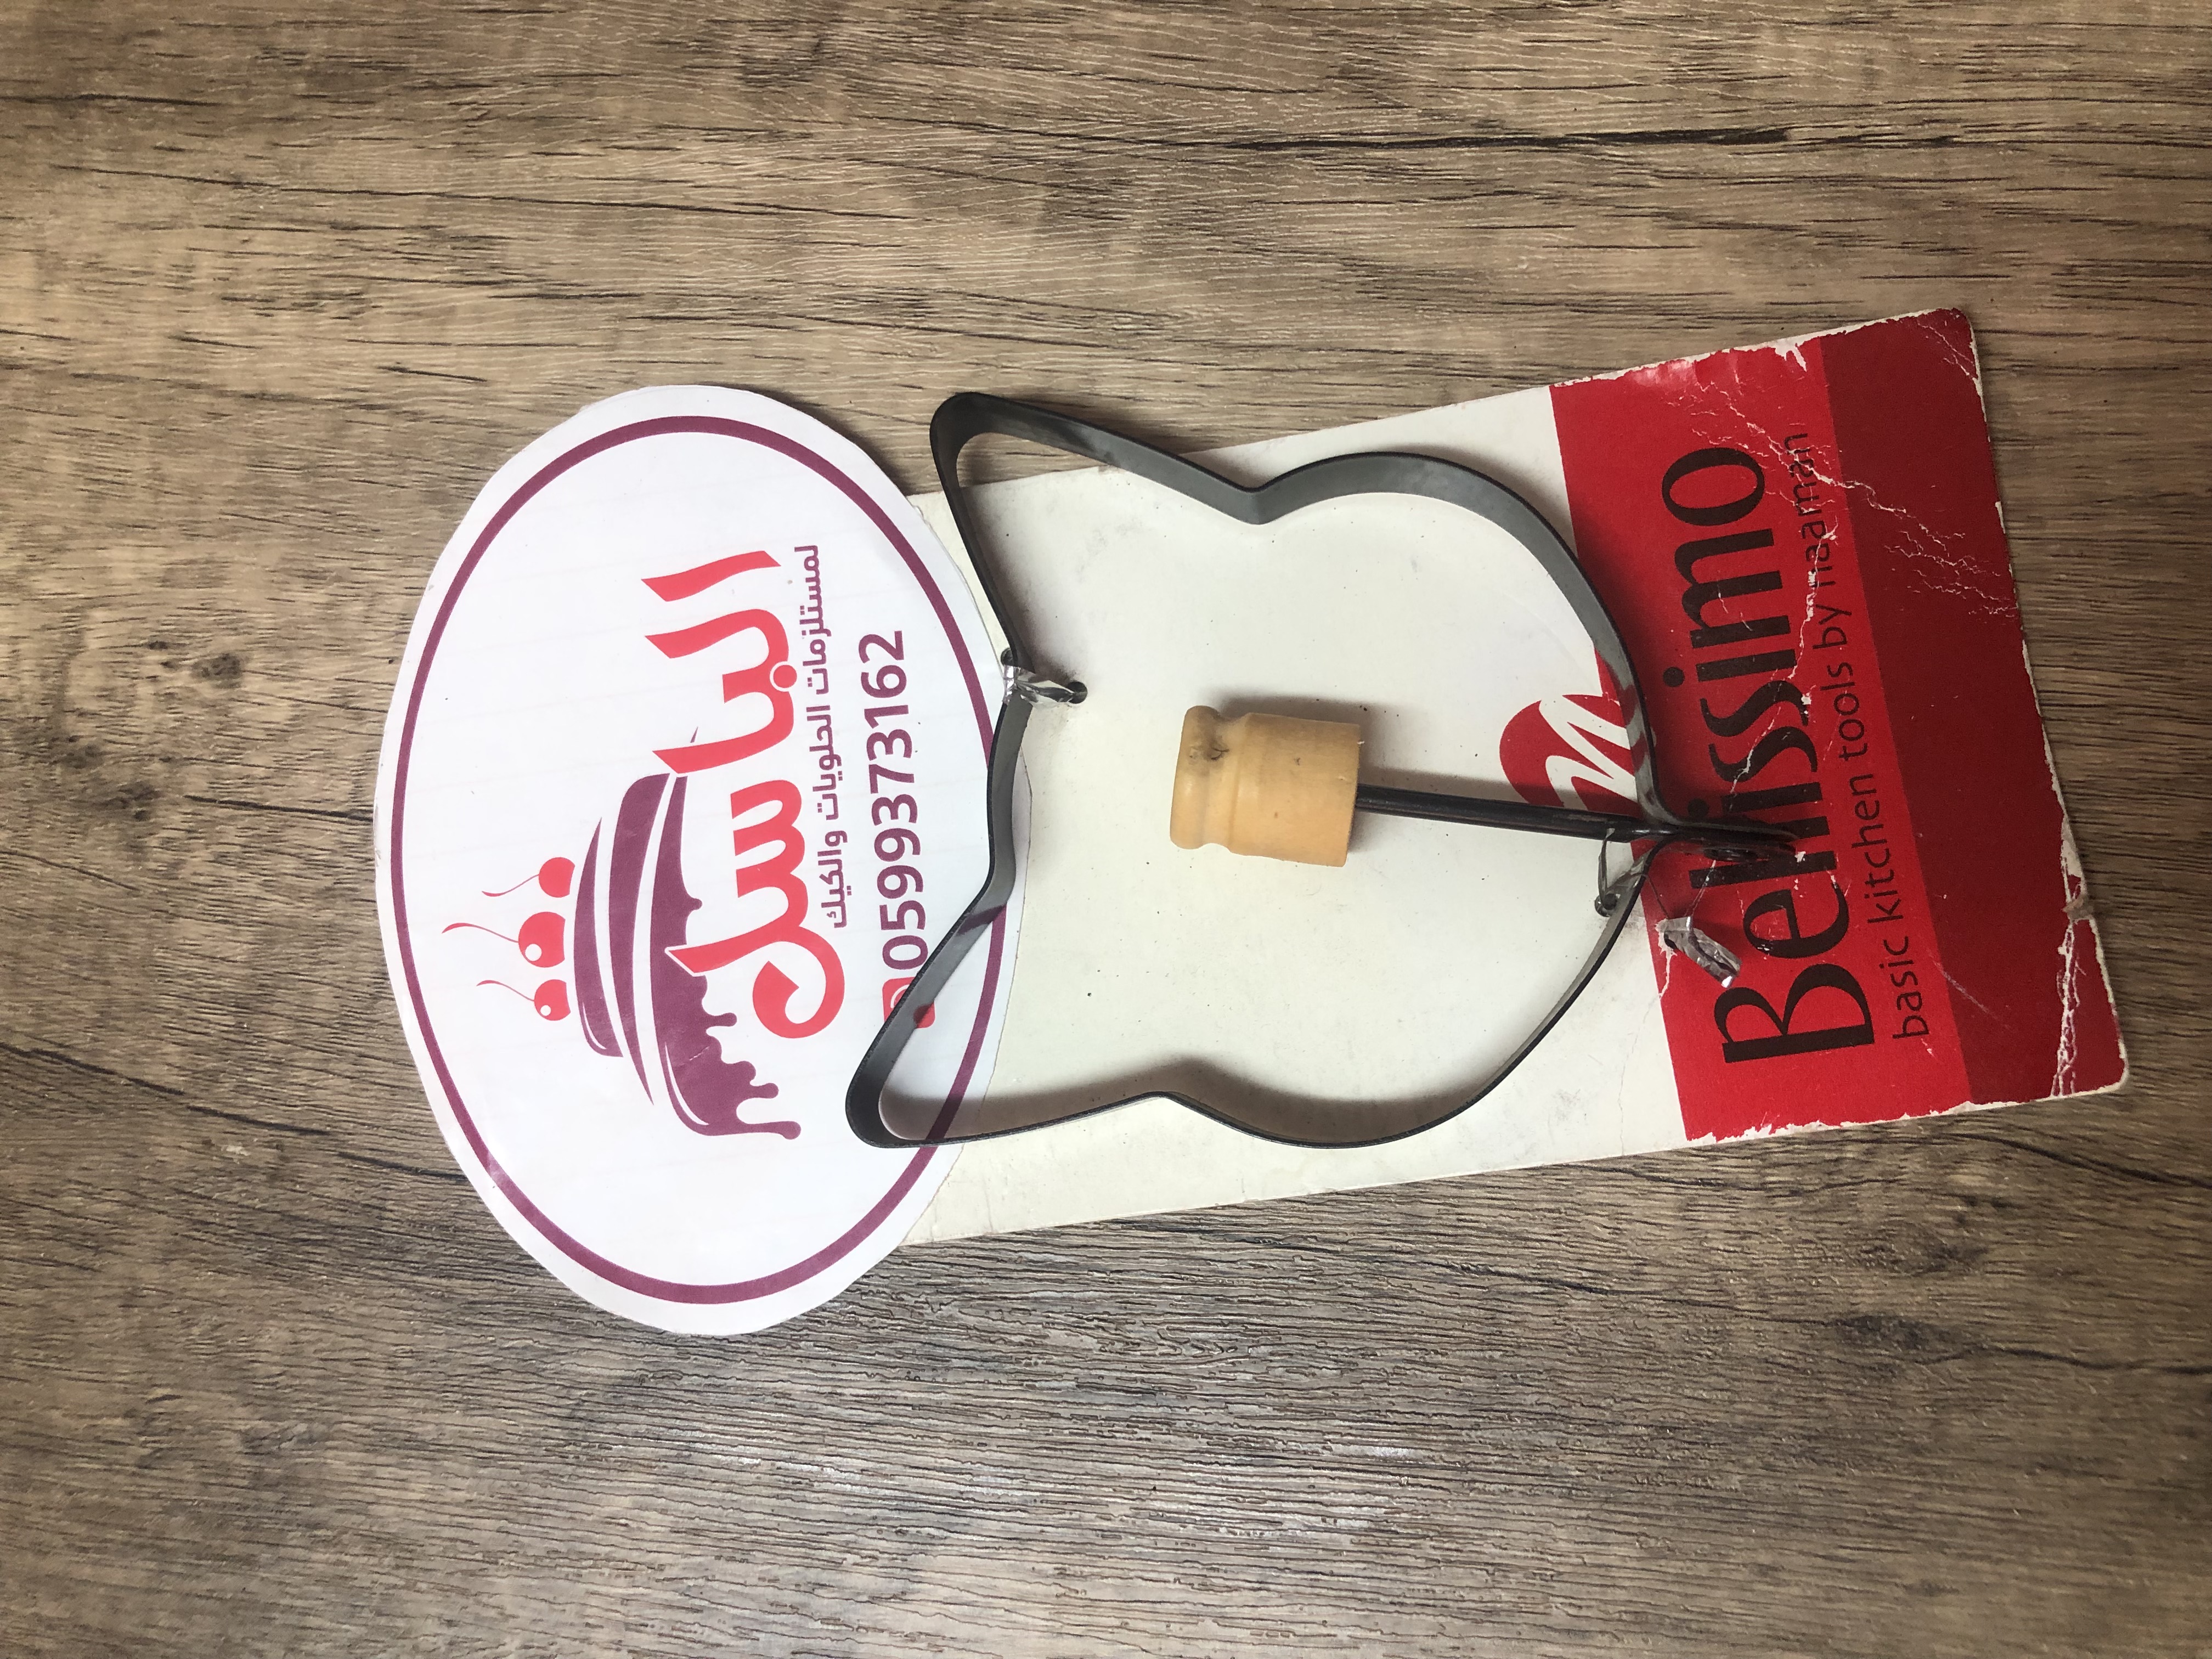 الباسل
لمستلزمات الحلويات والكيك
0599373162
Bellissimo
basic kitchen tools by naaman